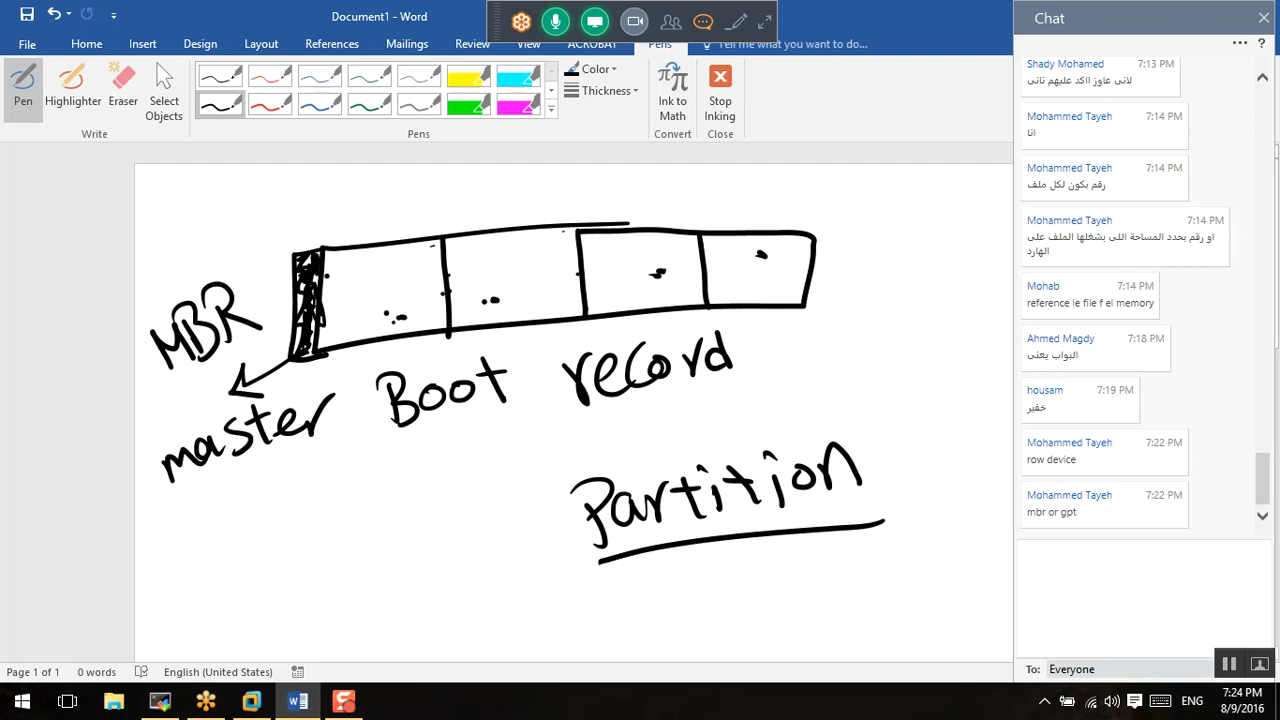 Document1 - Word
File
Home
Insert
Design
Layout
References
Mailings
Review
View
ACROBAT
Pens
Tell me what you want to do...
Pen
Highlighter
Eraser
Select
Objects
Color
Thickness
Ink to
Math
Stop
Inking
Write
Pens
Convert
Close
MBR
master Boot record
Partition
Chat
Shady Mohamed 7:13 PM
لانى عاوز ااكد عليهم تانى
Mohammed Tayeh 7:14 PM
انا
Mohammed Tayeh 7:14 PM
رقم بكون لكل ملف
Mohammed Tayeh 7:14 PM
او رقم بحدد المساحة اللى بشغلها الملف على
الهارد
Mohab 7:14 PM
reference le file f el memory
Ahmed Magdy 7:18 PM
البواب يعنى
housam 7:19 PM
خفير
Mohammed Tayeh 7:22 PM
row device
Mohammed Tayeh 7:22 PM
mbr or gpt
To: Everyone
Page 1 of 1
0 words
English (United States)
ENG
7:24 PM
8/9/2016